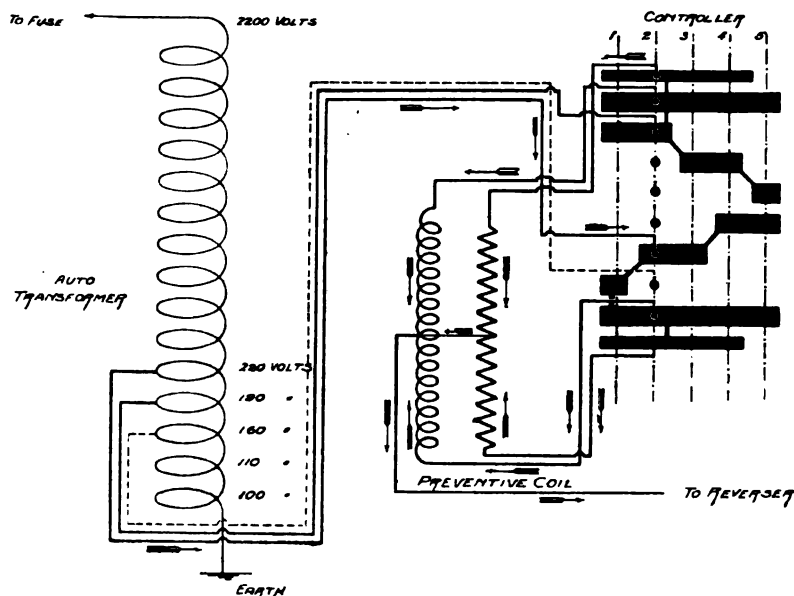 TO FUSE
2200 VOLTS
CONTROLLER
1 2 3 4 5
AUTO
TRANSFORMER
280 VOLTS
190 "
160 "
110 "
100 "
PREVENTIVE COIL
TO REVERSER
EARTH